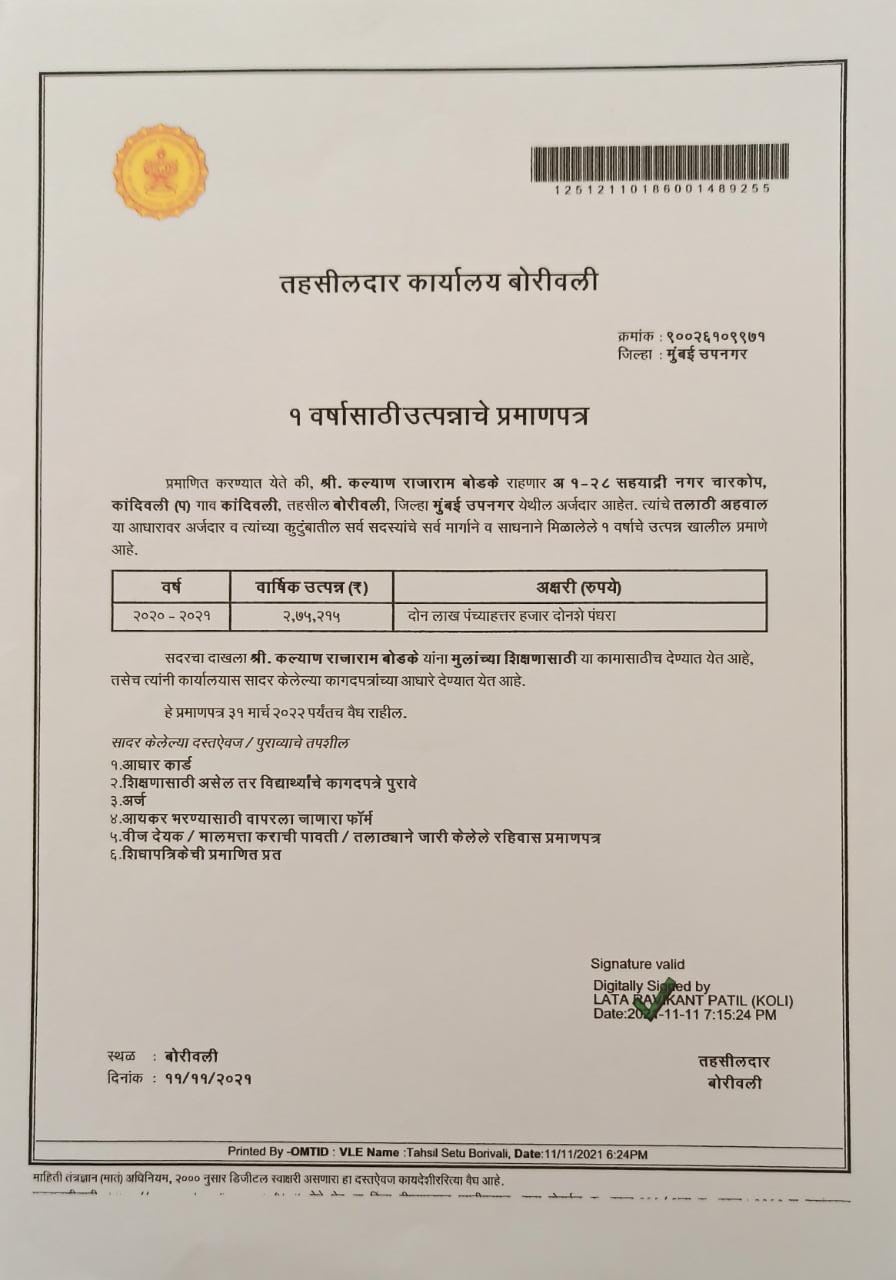 12512110186001489255
तहसीलदार कार्यालय बोरीवली
क्रमांक : ९००२६१०९९७१
जिल्हा : मुंबई उपनगर
१ वर्षासाठी उत्पन्नाचे प्रमाणपत्र
प्रमाणित करण्यात येते की, श्री. कल्याण राजाराम बोडके राहणार अ १-२८ सहयाद्री नगर चारकोप,
कांदिवली (प) गाव कांदिवली, तहसील बोरीवली, जिल्हा मुंबई उपनगर येथील अर्जदार आहेत. त्यांचे तलाठी अहवाल
या आधारावर अर्जदार व त्यांच्या कुटुंबातील सर्व सदस्यांचे सर्व मार्गाने व साधनाने मिळालेले १ वर्षाचे उत्पन्न खालील प्रमाणे
आहे.
वर्ष वार्षिक उत्पन्न (₹) अक्षरी (रुपये)
२०२० - २०२१ २,७५,२१५ दोन लाख पंच्याहत्तर हजार दोनशे पंधरा
सदरचा दाखला श्री. कल्याण राजाराम बोडके यांना मुलांच्या शिक्षणासाठी या कामासाठीच देण्यात येत आहे,
तसेच त्यांनी कार्यालयास सादर केलेल्या कागदपत्रांच्या आधारे देण्यात येत आहे.
हे प्रमाणपत्र ३१ मार्च २०२२ पर्यंतच वैध राहील.
सादर केलेल्या दस्तऐवज / पुराव्याचे तपशील
१.आधार कार्ड
२.शिक्षणासाठी असेल तर विद्यार्थ्यांचे कागदपत्रे पुरावे
३.अर्ज
४.आयकर भरण्यासाठी वापरला जाणारा फॉर्म
५.वीज देयक / मालमत्ता कराची पावती / तलाठ्याने जारी केलेले रहिवास प्रमाणपत्र
६.शिधापत्रिकेची प्रमाणित प्रत
Signature valid
Digitally Signed by
LATA RAVIKANT PATIL (KOLI)
Date:2021-11-11 7:15:24 PM
स्थळ : बोरीवली
दिनांक : ११/११/२०२१
तहसीलदार
बोरीवली
Printed By -OMTID : VLE Name :Tahsil Setu Borivali, Date:11/11/2021 6:24PM
माहिती तंत्रज्ञान (मातं) अधिनियम, २००० नुसार डिजीटल स्वाक्षरी असणारा हा दस्तऐवज कायदेशीररित्या वैध आहे.